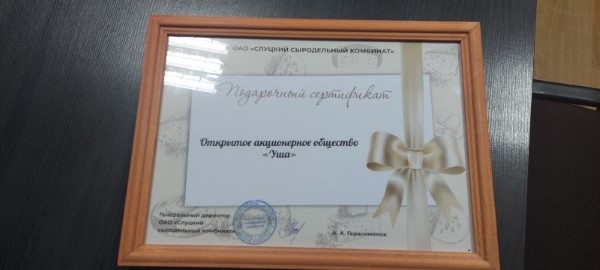 ОАО «СЛУЦКИЙ СЫРОДЕЛЬНЫЙ КОМБИНАТ»
Подарочный сертификат
Открытое акционерное общество
«Уша»
Генеральный директор
ОАО «Слуцкий
сыродельный комбинат»
А. А. Герасименок